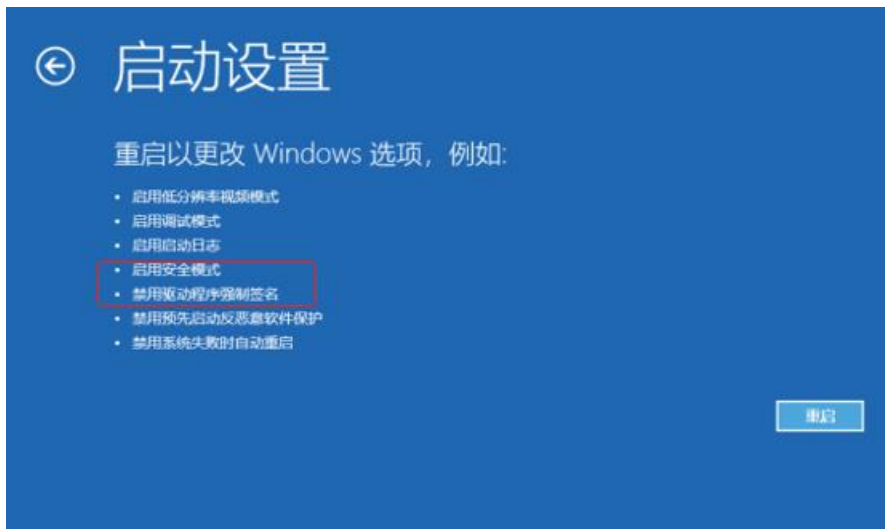 启动设置
重启以更改 Windows 选项，例如:
• 启用低分辨率视频模式
• 启用调试模式
• 启用启动日志
• 启用安全模式
• 禁用驱动程序强制签名
• 禁用预先启动反恶意软件保护
• 禁用系统失败时自动重启
重启